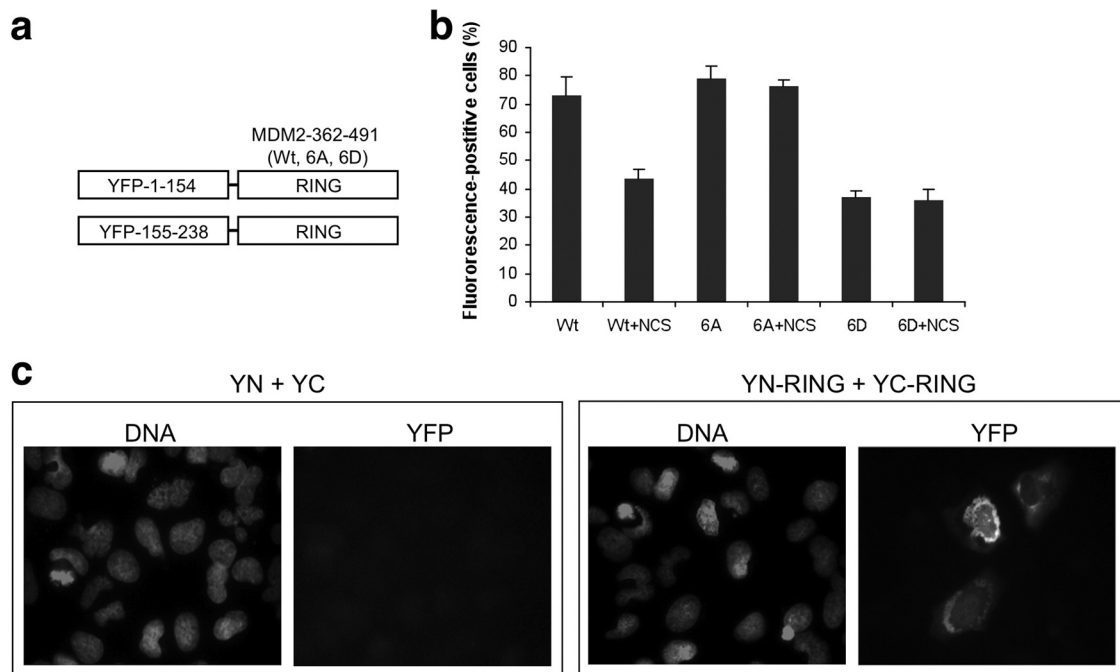 a
MDM2-362-491
(Wt, 6A, 6D)
YFP-1-154
RING
YFP-155-238
RING
b
Fluororescence-postitive cells (%)
90
80
70
60
50
40
30
20
10
0
Wt
Wt+NCS
6A
6A+NCS
6D
6D+NCS
c
YN + YC
DNA
YFP
YN-RING + YC-RING
DNA
YFP